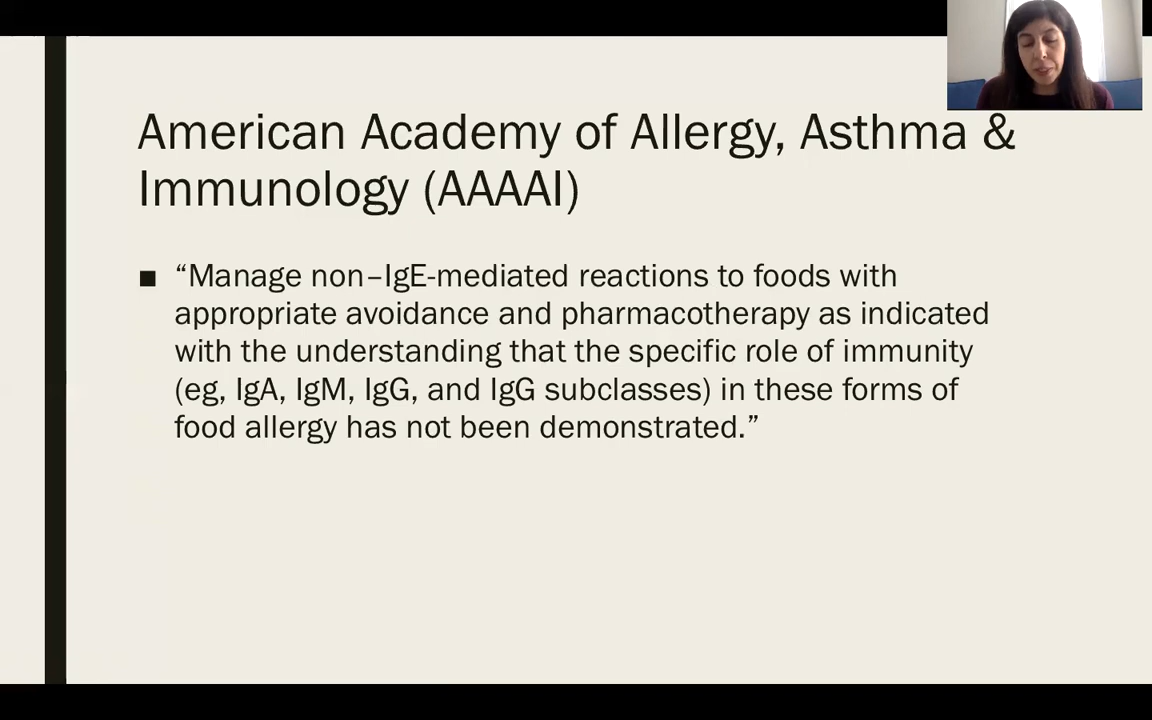 American Academy of Allergy, Asthma &
Immunology (AAAAI)
■ “Manage non–IgE-mediated reactions to foods with
appropriate avoidance and pharmacotherapy as indicated
with the understanding that the specific role of immunity
(eg, IgA, IgM, IgG, and IgG subclasses) in these forms of
food allergy has not been demonstrated.”